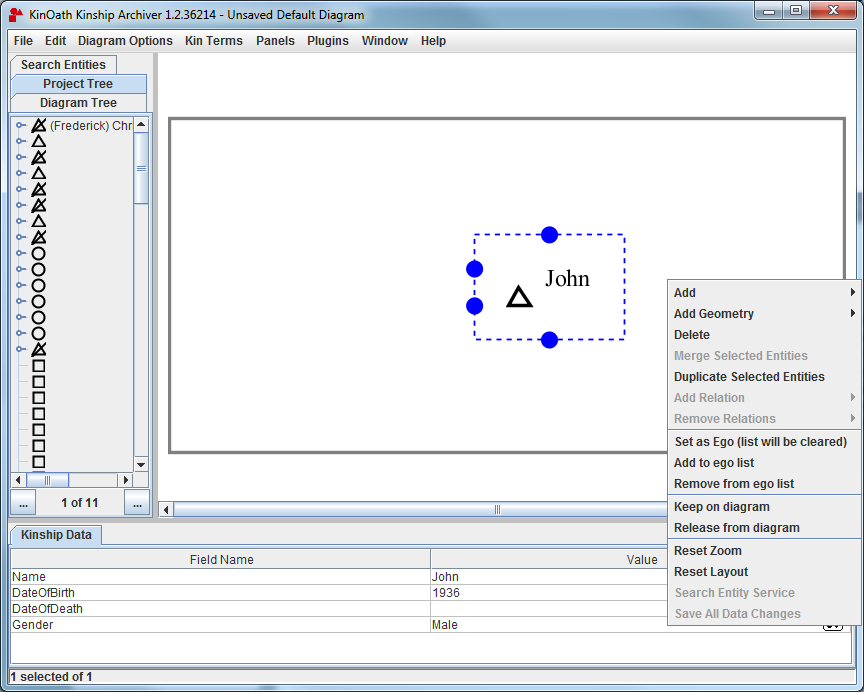 KinOath Kinship Archiver 1.2.36214 - Unsaved Default Diagram
File Edit Diagram Options Kin Terms Panels Plugins Window Help
Search Entities
Project Tree
Diagram Tree
(Frederick) Chr
John
Add
Add Geometry
Delete
Merge Selected Entities
Duplicate Selected Entities
Add Relation
Remove Relations
Set as Ego (list will be cleared)
Add to ego list
Remove from ego list
Keep on diagram
Release from diagram
Reset Zoom
Reset Layout
Search Entity Service
Save All Data Changes
... 1 of 11 ...
Kinship Data
Field Name Value
Name John
DateOfBirth 1936
DateOfDeath
Gender Male
1 selected of 1